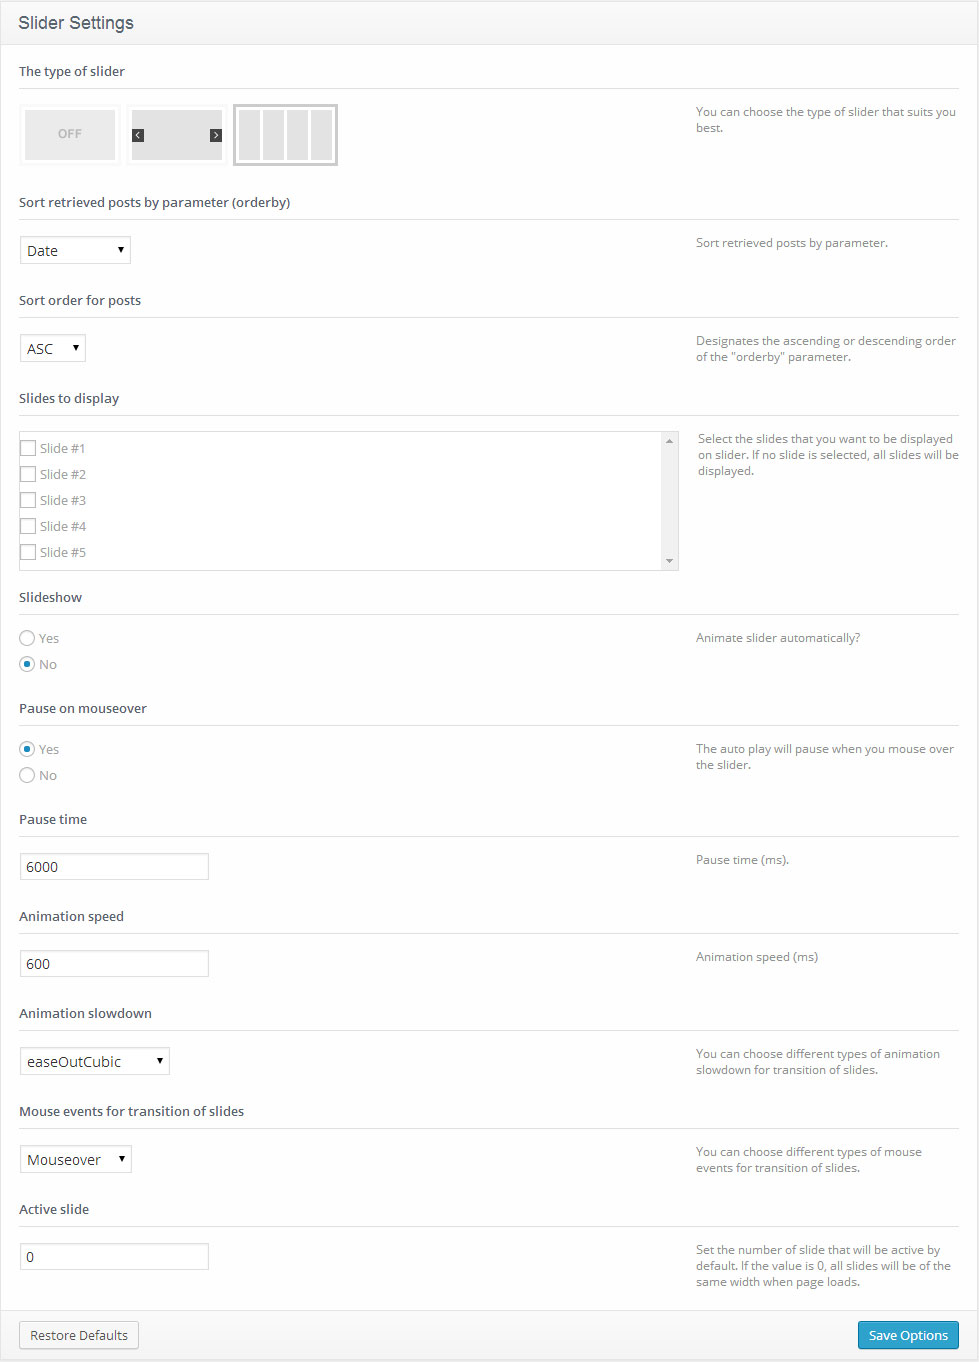 Slider Settings
The type of slider
OFF
You can choose the type of slider that suits you
best.
Sort retrieved posts by parameter (orderby)
Date
Sort retrieved posts by parameter.
Sort order for posts
ASC
Designates the ascending or descending order
of the "orderby" parameter.
Slides to display
Slide #1
Slide #2
Slide #3
Slide #4
Slide #5
Select the slides that you want to be displayed
on slider. If no slide is selected, all slides will be
displayed.
Slideshow
Yes
No
Animate slider automatically?
Pause on mouseover
Yes
No
The auto play will pause when you mouse over
the slider.
Pause time
6000
Pause time (ms).
Animation speed
600
Animation speed (ms)
Animation slowdown
easeOutCubic
You can choose different types of animation
slowdown for transition of slides.
Mouse events for transition of slides
Mouseover
You can choose different types of mouse
events for transition of slides.
Active slide
0
Set the number of slide that will be active by
default. If the value is 0, all slides will be of the
same width when page loads.
Restore Defaults
Save Options